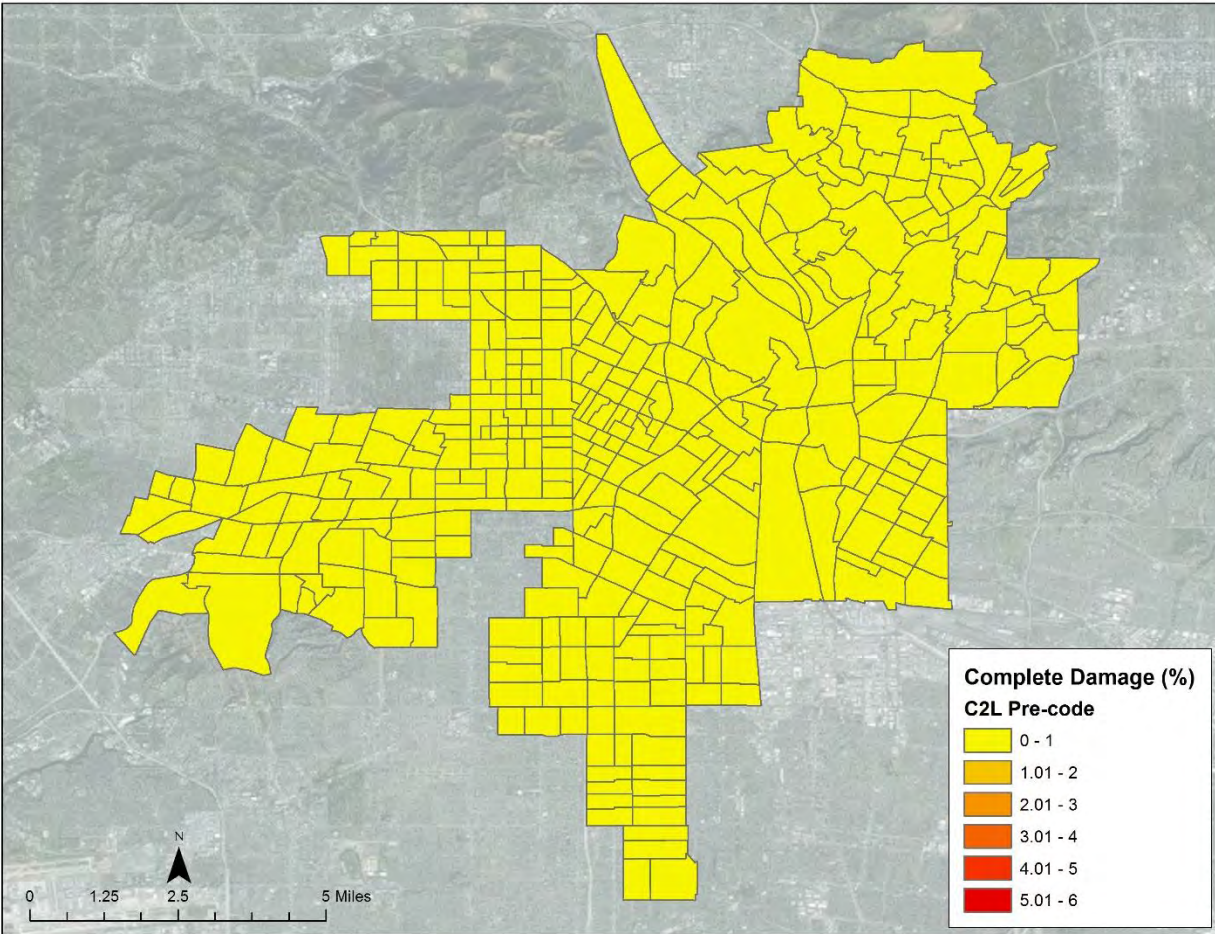 Complete Damage (%)
C2L Pre-code
0 - 1
1.01 - 2
2.01 - 3
3.01 - 4
4.01 - 5
5.01 - 6
N
0 1.25 2.5 5 Miles